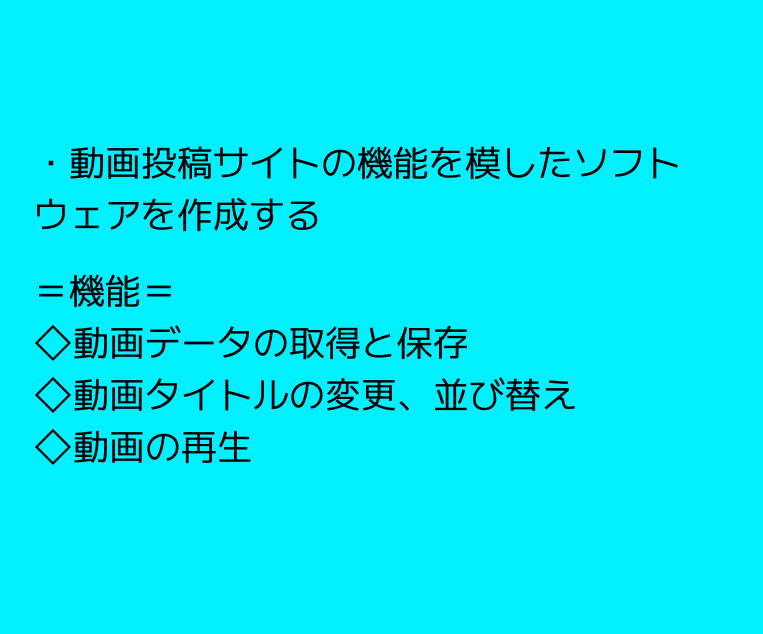 ・動画投稿サイトの機能を模したソフト
ウェアを作成する
＝機能＝
◇動画データの取得と保存
◇動画タイトルの変更、並び替え
◇動画の再生